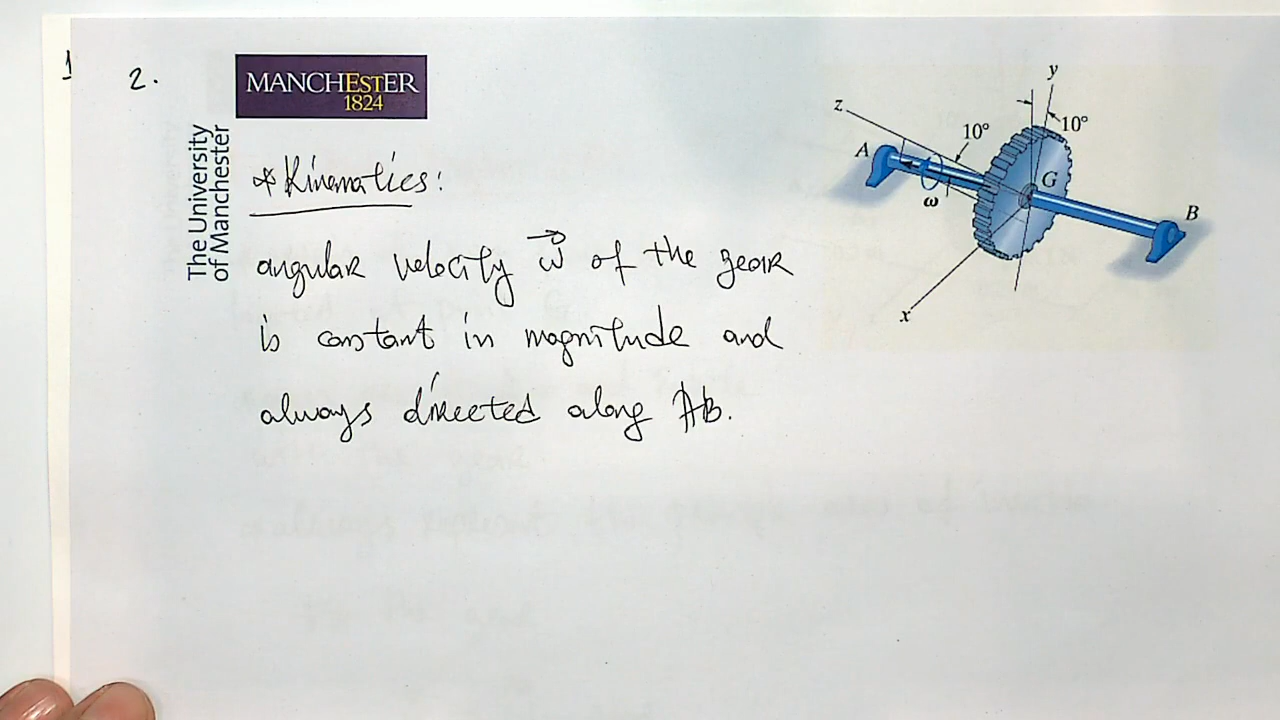 1
2.
MANCHESTER
1824
The University
of Manchester
* Kinematics:
angular velocity ω⃗ of the gear
is constant in magnitude and
always directed along AB.
y
z
10°
10°
A
G
ω
B
x